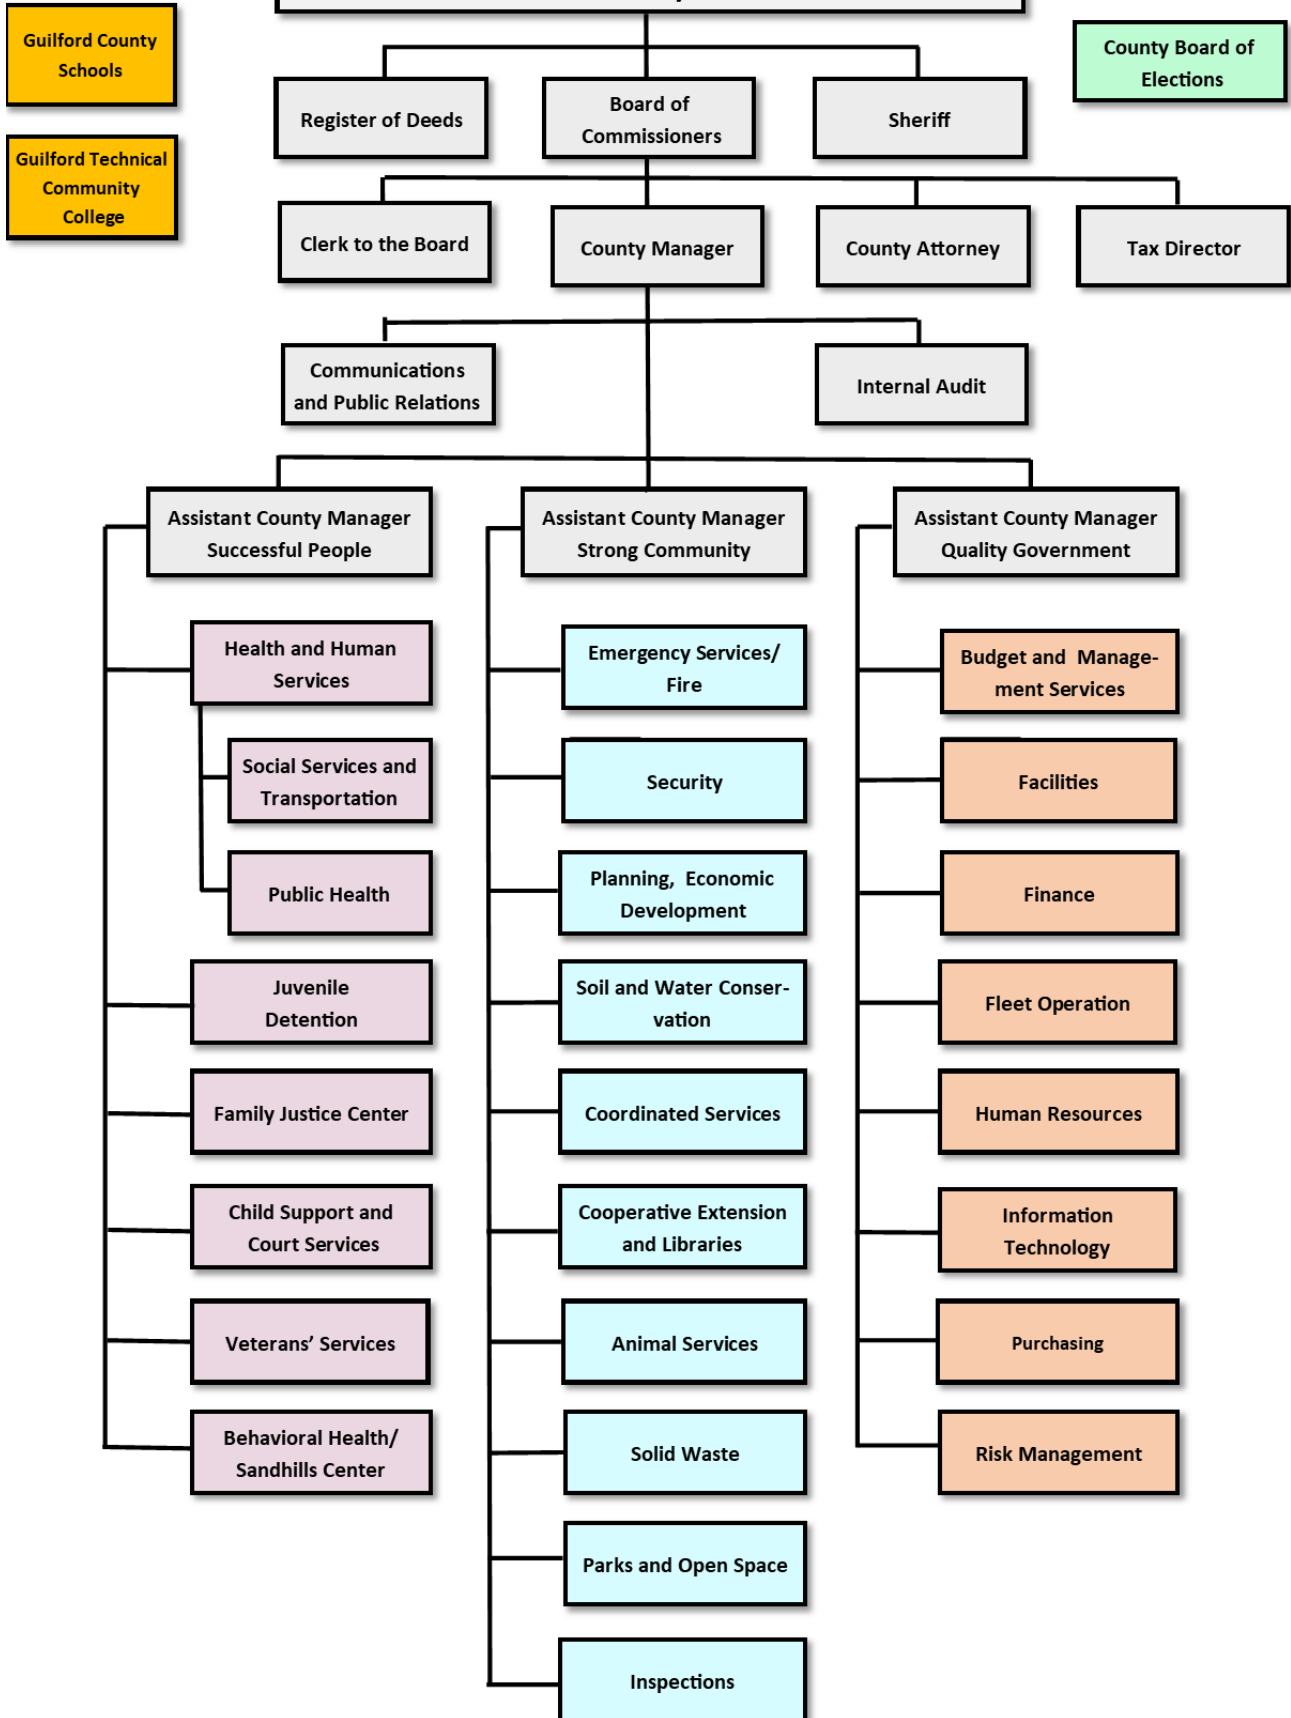 Guilford County
Schools
County Board of
Elections
Register of Deeds
Board of
Commissioners
Sheriff
Guilford Technical
Community
College
Clerk to the Board
County Manager
County Attorney
Tax Director
Communications
and Public Relations
Internal Audit
Assistant County Manager
Successful People
Assistant County Manager
Strong Community
Assistant County Manager
Quality Government
Health and Human
Services
Social Services and
Transportation
Public Health
Juvenile
Detention
Family Justice Center
Child Support and
Court Services
Veterans’ Services
Behavioral Health/
Sandhills Center
Emergency Services/
Fire
Security
Planning, Economic
Development
Soil and Water Conser-
vation
Coordinated Services
Cooperative Extension
and Libraries
Animal Services
Solid Waste
Parks and Open Space
Inspections
Budget and Manage-
ment Services
Facilities
Finance
Fleet Operation
Human Resources
Information
Technology
Purchasing
Risk Management